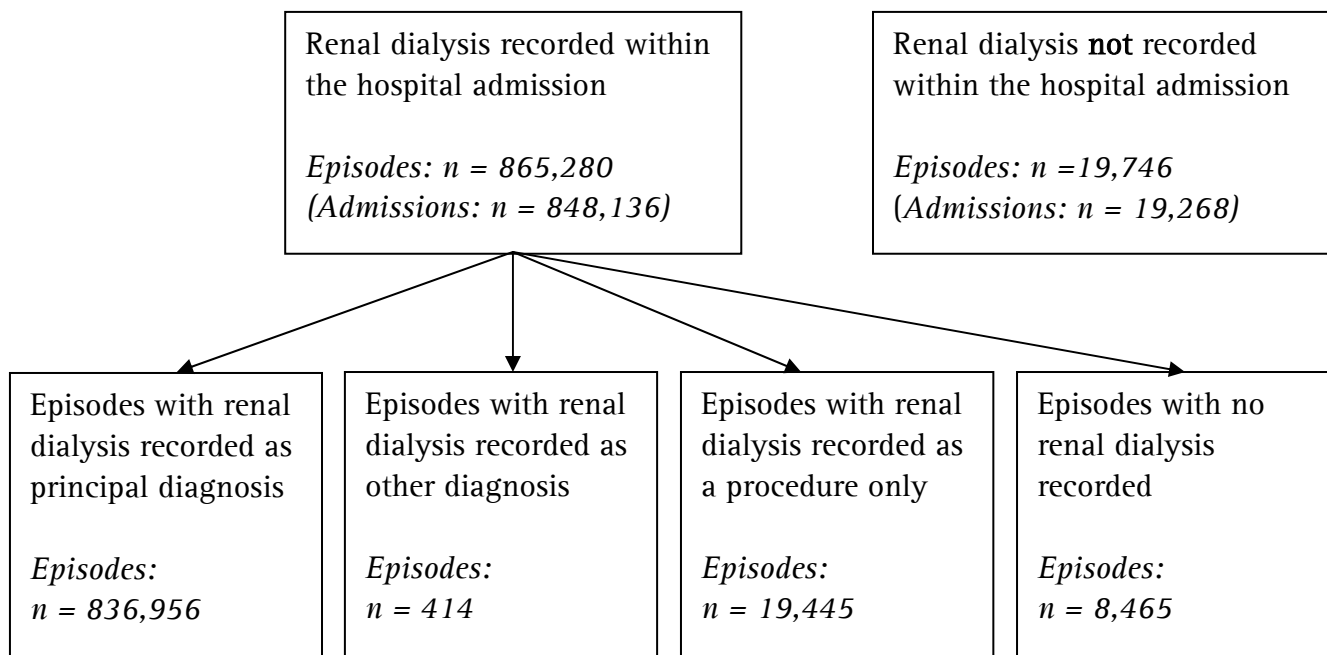 Renal dialysis recorded within
the hospital admission
Episodes: n = 865,280
(Admissions: n = 848,136)
Renal dialysis not recorded
within the hospital admission
Episodes: n =19,746
(Admissions: n = 19,268)
Episodes with renal
dialysis recorded as
principal diagnosis
Episodes:
n = 836,956
Episodes with renal
dialysis recorded as
other diagnosis
Episodes:
n = 414
Episodes with renal
dialysis recorded as
a procedure only
Episodes:
n = 19,445
Episodes with no
renal dialysis
recorded
Episodes:
n = 8,465